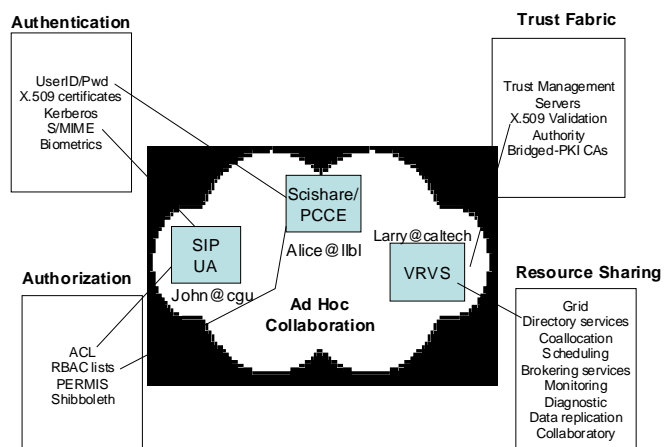 Authentication
UserID/Pwd
X.509 certificates
Kerberos
S/MIME
Biometrics
Trust Fabric
Trust Management
Servers
X.509 Validation
Authority
Bridged-PKI CAs
Scishare/
PCCE
Alice@llbl
SIP
UA
John@cgu
Larry@caltech
VRVS
Ad Hoc
Collaboration
Authorization
ACL
RBAC lists
PERMIS
Shibboleth
Resource Sharing
Grid
Directory services
Coallocation
Scheduling
Brokering services
Monitoring
Diagnostic
Data replication
Collaboratory